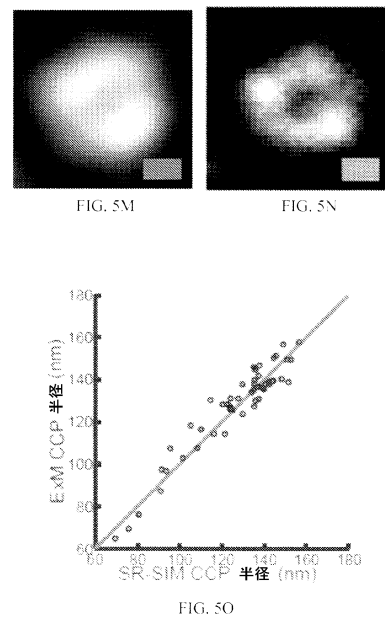 FIG. 5M
FIG. 5N
180
160
140
120
100
80
60
ExM CCP 半径 (nm)
60 80 100 120 140 160 180
SR-SIM CCP 半径 (nm)
FIG. 5O